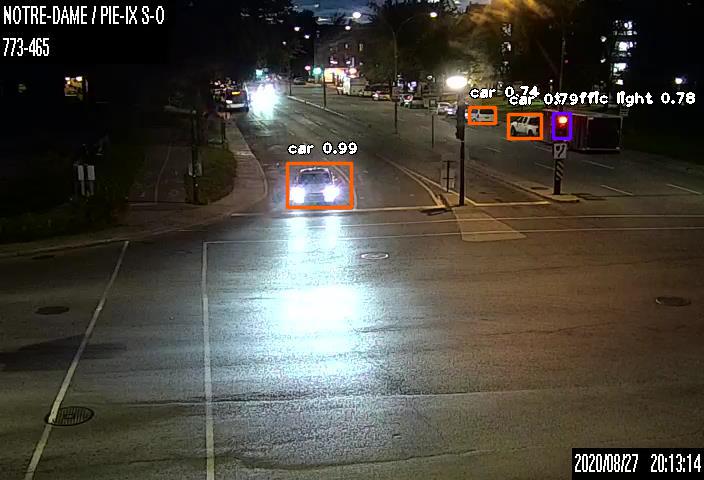 NOTRE-DAME / PIE-IX S-O
773-465
car 0.74
car 0.79
traffic light 0.78
car 0.99
2020/08/27 20:13:14